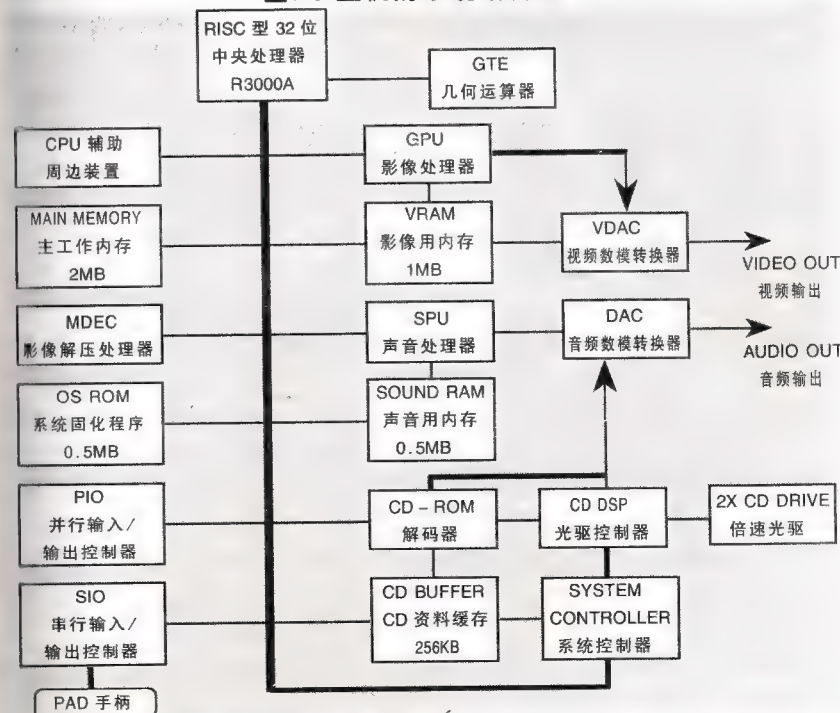 RISC 型 32 位
中央处理器
R3000A
GTE
几何运算器
CPU 辅助
周边装置
GPU
影像处理器
MAIN MEMORY
主工作内存
2MB
VRAM
影像用内存
1MB
VDAC
视频数模转换器
VIDEO OUT
视频输出
MDEC
影像解压处理器
SPU
声音处理器
DAC
音频数模转换器
AUDIO OUT
音频输出
OS ROM
系统固化程序
0.5MB
SOUND RAM
声音用内存
0.5MB
PIO
并行输入/
输出控制器
CD-ROM
解码器
CD DSP
光驱控制器
2X CD DRIVE
倍速光驱
SIO
串行输入/
输出控制器
CD BUFFER
CD 资料缓存
256KB
SYSTEM
CONTROLLER
系统控制器
PAD 手柄